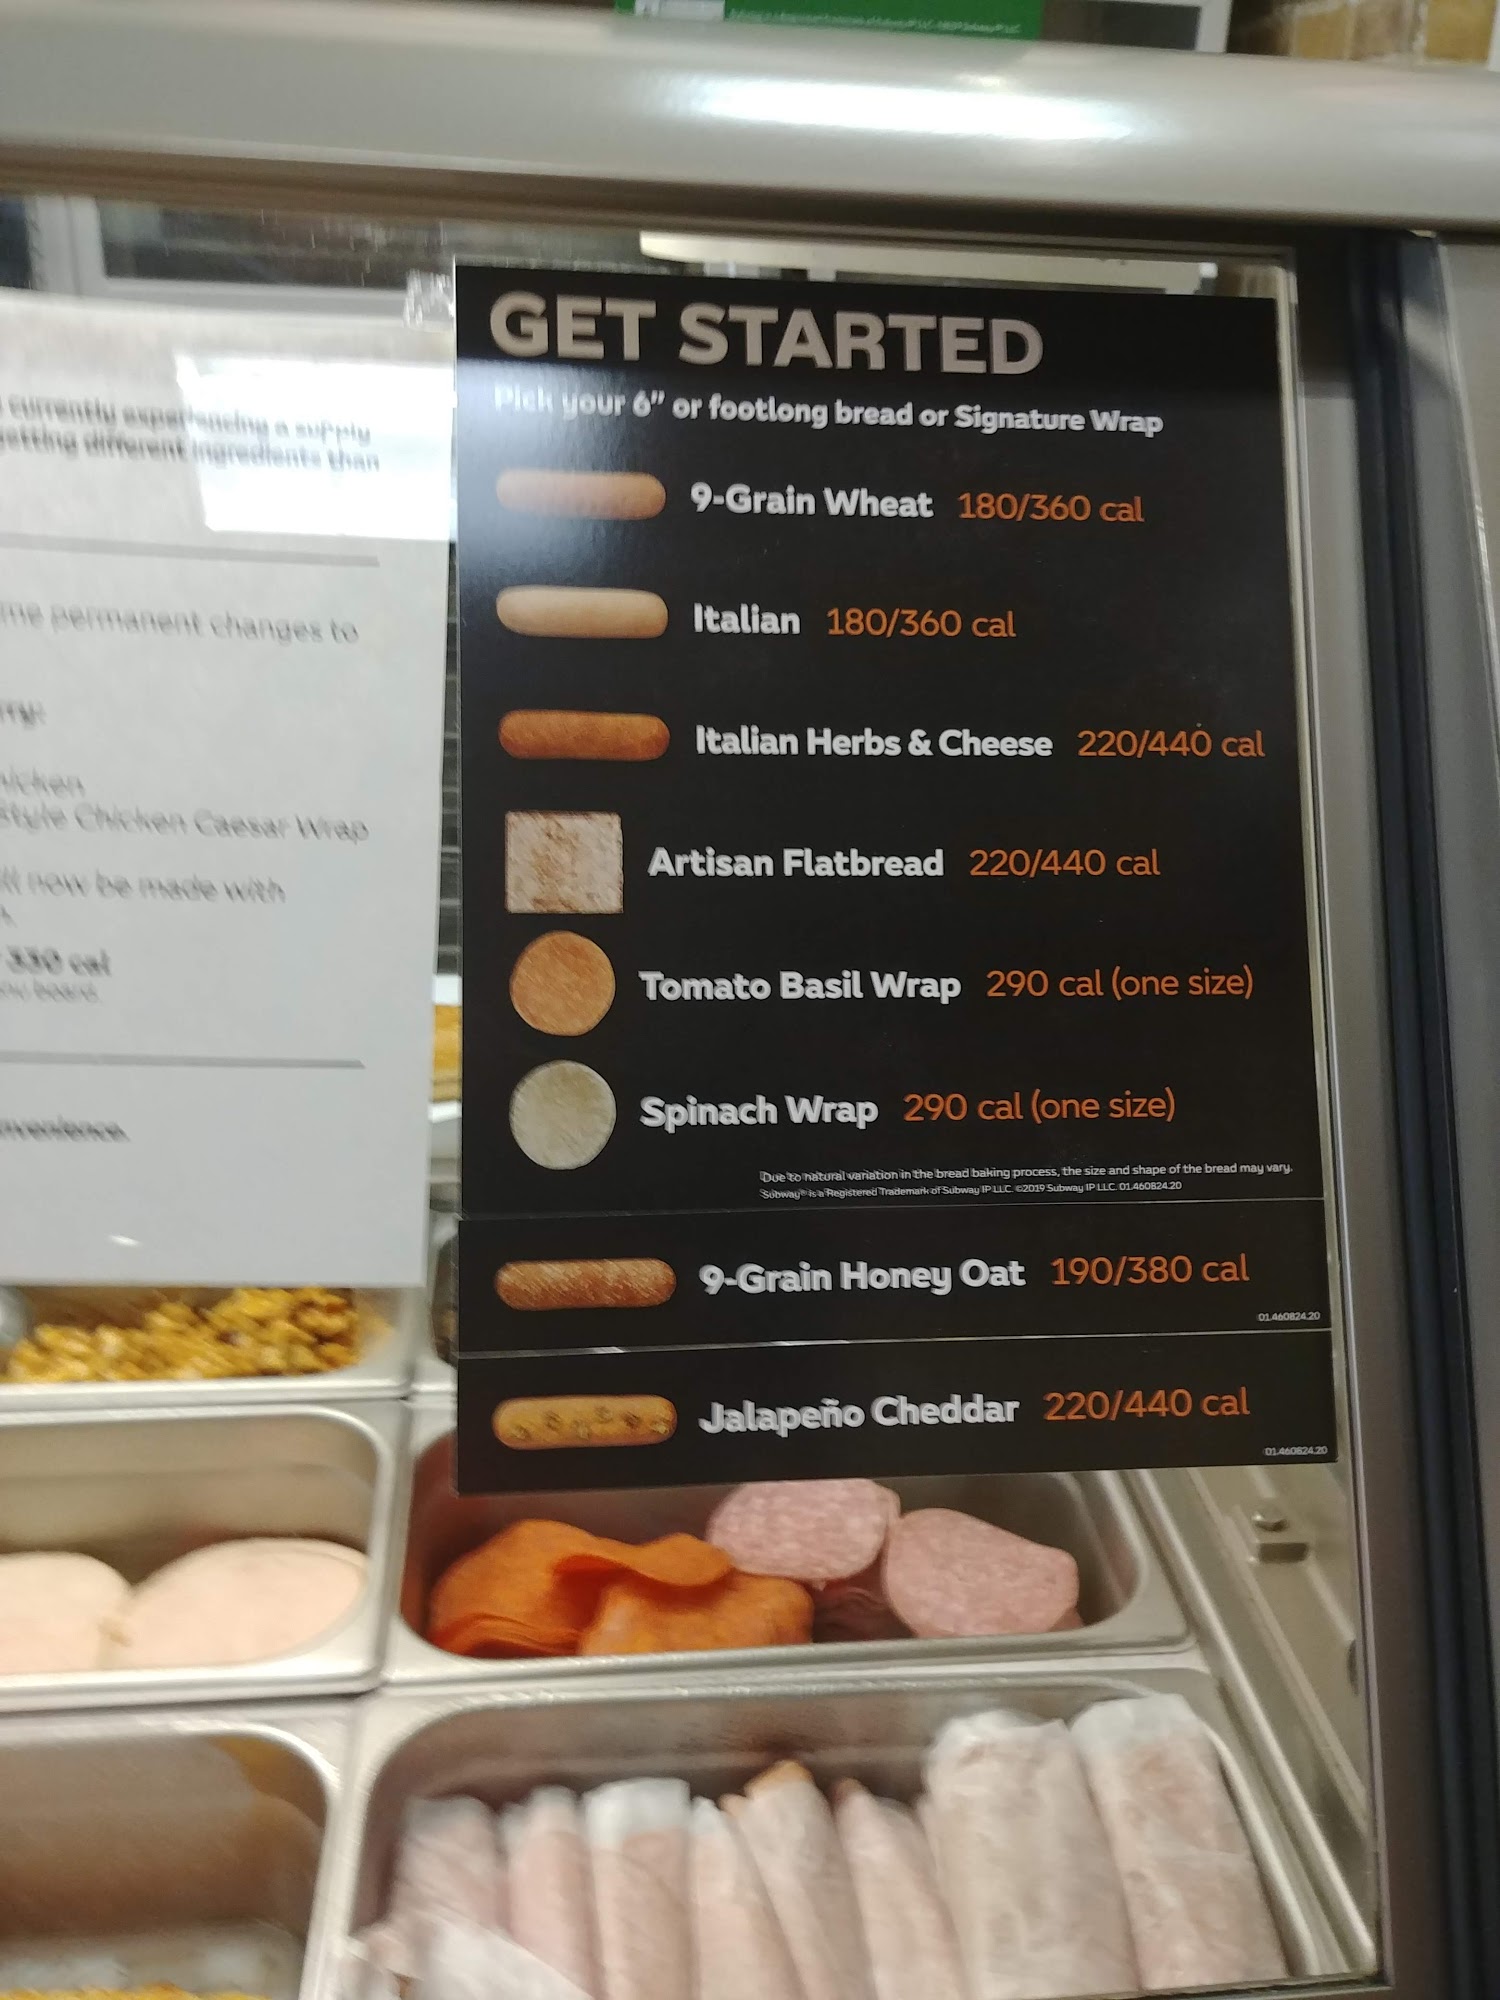 currently experiencing a supply
getting different ingredients than
permanent changes to
Style Chicken Caesar Wrap
now be made with
330 cal
GET STARTED
Pick your 6” or footlong bread or Signature Wrap
9-Grain Wheat 180/360 cal
Italian 180/360 cal
Italian Herbs & Cheese 220/440 cal
Artisan Flatbread 220/440 cal
Tomato Basil Wrap 290 cal (one size)
Spinach Wrap 290 cal (one size)
Due to natural variation in the bread baking process, the size and shape of the bread may vary.
Subway® is a Registered Trademark of Subway IP LLC. ©2019 Subway IP LLC. 01.460824.20
9-Grain Honey Oat 190/380 cal
01.460824.20
Jalapeño Cheddar 220/440 cal
01.460824.20